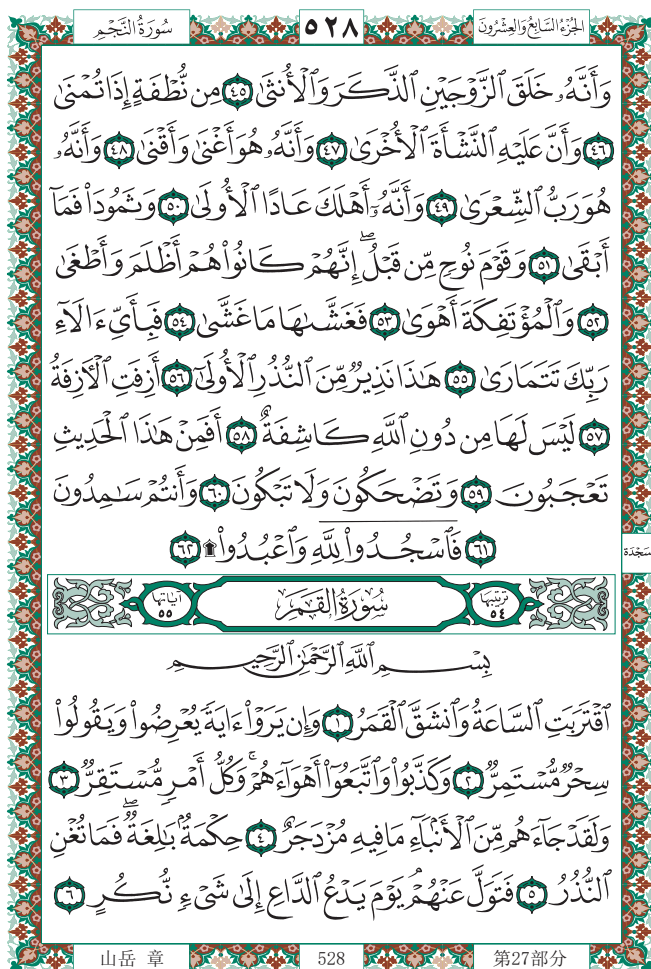 سُورَةُ النَّجْمِ ٥٢٨ الجُزْءُ السَّابِعُ وَالعِشْرُونَ
وَأَنَّهُۥ خَلَقَ ٱلزَّوْجَيْنِ ٱلذَّكَرَ وَٱلْأُنثَىٰ ٤٥ مِن نُّطْفَةٍ إِذَا تُمْنَىٰ
٤٦ وَأَنَّ عَلَيْهِ ٱلنَّشْأَةَ ٱلْأُخْرَىٰ ٤٧ وَأَنَّهُۥ هُوَ أَغْنَىٰ وَأَقْنَىٰ ٤٨ وَأَنَّهُۥ
هُوَ رَبُّ ٱلشِّعْرَىٰ ٤٩ وَأَنَّهُۥٓ أَهْلَكَ عَادًا ٱلْأُولَىٰ ٥٠ وَثَمُودَا۟ فَمَآ
أَبْقَىٰ ٥١ وَقَوْمَ نُوحٍ مِّن قَبْلُ ۖ إِنَّهُمْ كَانُوا۟ هُمْ أَظْلَمَ وَأَطْغَىٰ
٥٢ وَٱلْمُؤْتَفِكَةَ أَهْوَىٰ ٥٣ فَغَشَّىٰهَا مَا غَشَّىٰ ٥٤ فَبِأَىِّ ءَالَآءِ
رَبِّكَ تَتَمَارَىٰ ٥٥ هَٰذَا نَذِيرٌ مِّنَ ٱلنُّذُرِ ٱلْأُولَىٰٓ ٥٦ أَزِفَتِ ٱلْـَٔازِفَةُ
٥٧ لَيْسَ لَهَا مِن دُونِ ٱللَّهِ كَاشِفَةٌ ٥٨ أَفَمِنْ هَٰذَا ٱلْحَدِيثِ
تَعْجَبُونَ ٥٩ وَتَضْحَكُونَ وَلَا تَبْكُونَ ٦٠ وَأَنتُمْ سَٰمِدُونَ
٦١ فَٱسْجُدُوا۟ لِلَّهِ وَٱعْبُدُوا۟ ۩ ٦٢
سَجْدَة
تَرْتِيبُهَا ٥٤ سُورَةُ القَمَرِ آيَاتُهَا ٥٥
بِسْمِ ٱللَّهِ ٱلرَّحْمَٰنِ ٱلرَّحِيمِ
ٱقْتَرَبَتِ ٱلسَّاعَةُ وَٱنشَقَّ ٱلْقَمَرُ ١ وَإِن يَرَوْا۟ ءَايَةً يُعْرِضُوا۟ وَيَقُولُوا۟
سِحْرٌ مُّسْتَمِرٌّ ٢ وَكَذَّبُوا۟ وَٱتَّبَعُوٓا۟ أَهْوَآءَهُمْ ۚ وَكُلُّ أَمْرٍ مُّسْتَقِرٌّ ٣
وَلَقَدْ جَآءَهُم مِّنَ ٱلْأَنۢبَآءِ مَا فِيهِ مُزْدَجَرٌ ٤ حِكْمَةٌۢ بَٰلِغَةٌ ۖ فَمَا تُغْنِ
ٱلنُّذُرُ ٥ فَتَوَلَّ عَنْهُمْ ۘ يَوْمَ يَدْعُ ٱلدَّاعِ إِلَىٰ شَىْءٍ نُّكُرٍ ٦
山岳 章 528 第27部分